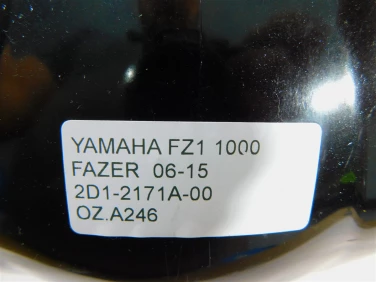 YAMAHA FZ1 1000
FAZER 06-15
2D1-2171A-00
OZ.A246